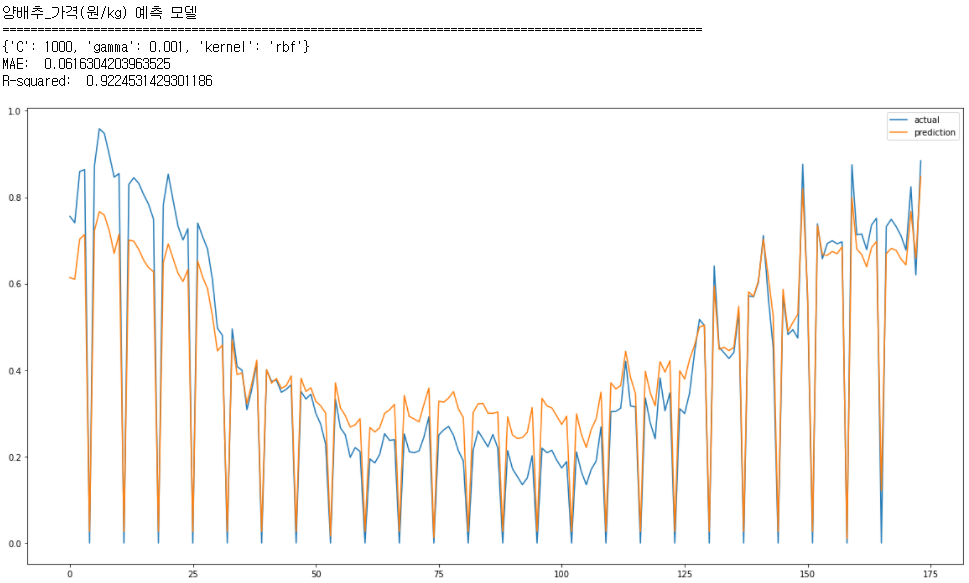 양배추_가격(원/kg) 예측 모델
====================================================================================================
{'C': 1000, 'gamma': 0.001, 'kernel': 'rbf'}
MAE:  0.0616304203963525
R-squared:  0.9224531429301186
1.0
actual
prediction
0.8
0.6
0.4
0.2
0.0
0 25 50 75 100 125 150 175